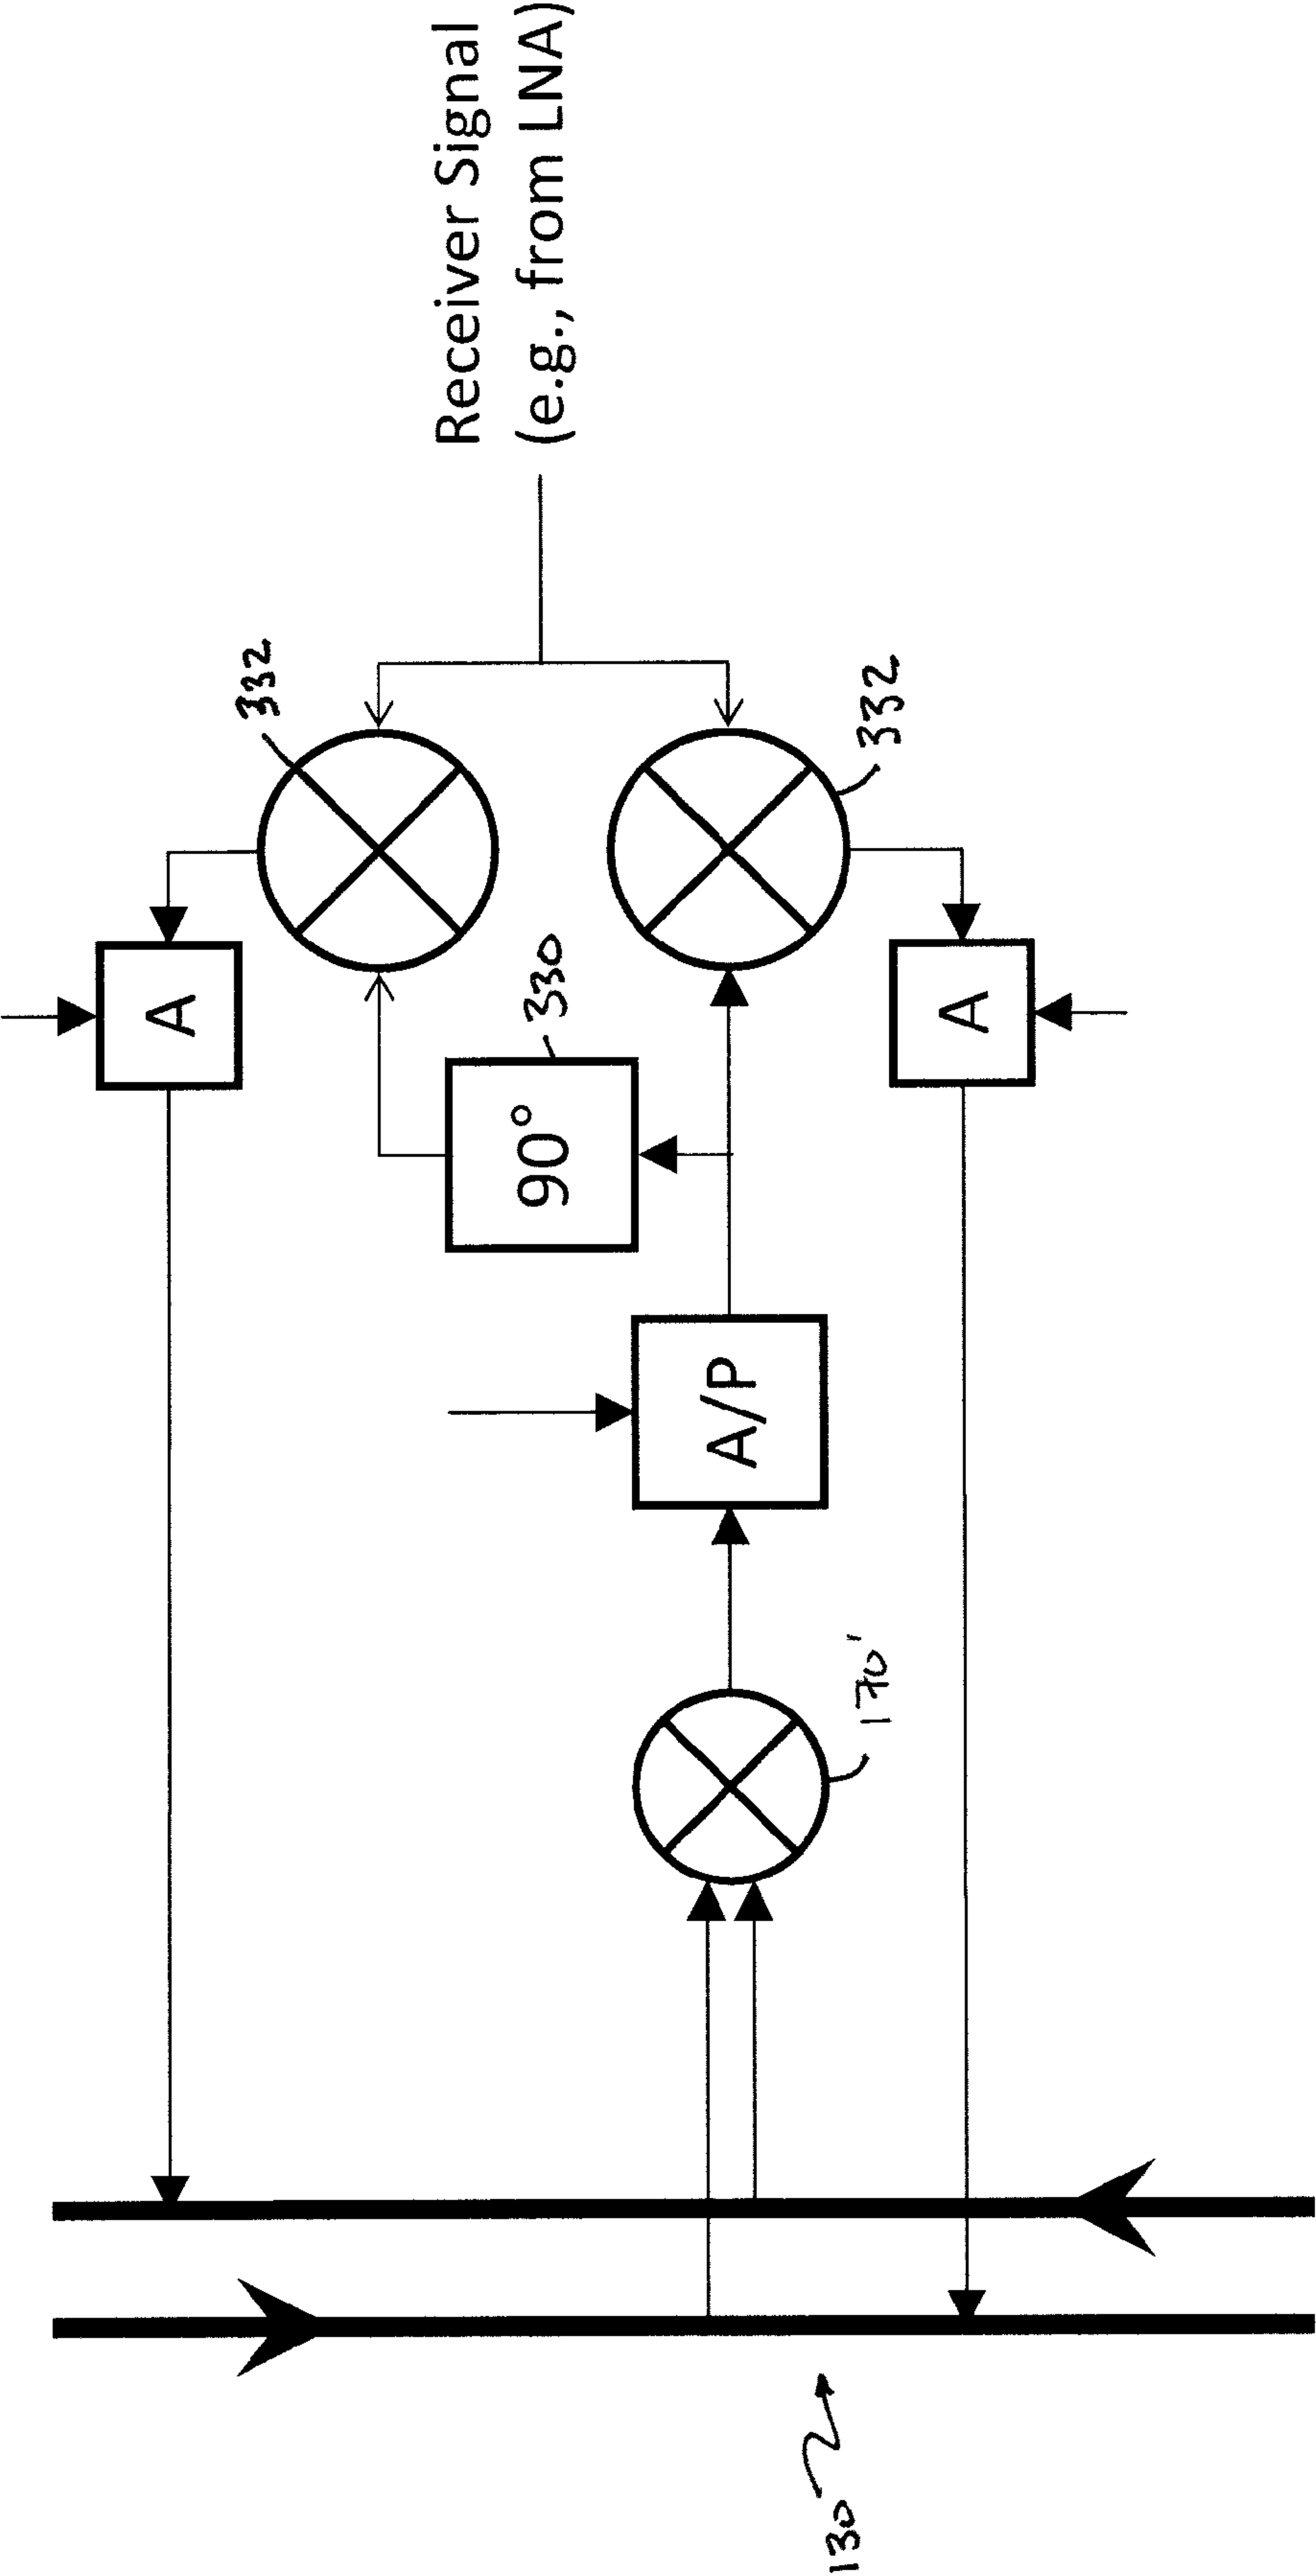 Receiver Signal
(e.g., from LNA)
332
332
A
A
330
90°
A/P
170'
130